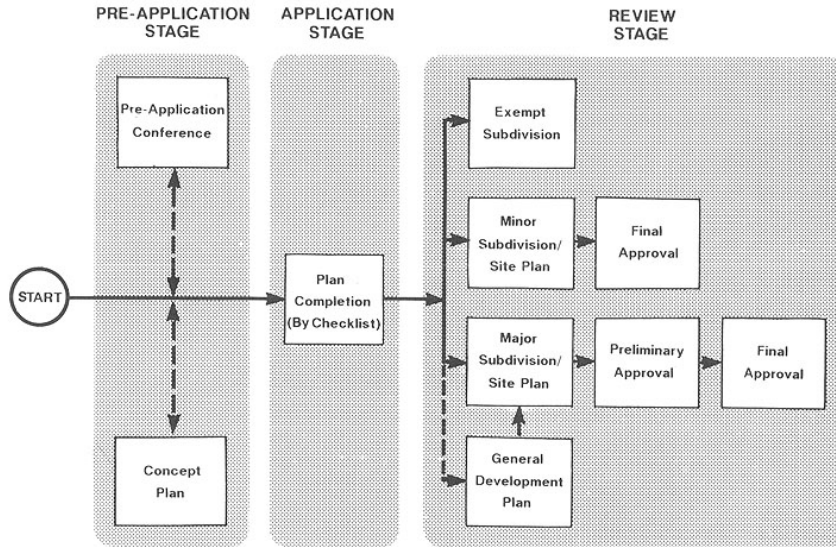 PRE-APPLICATION
STAGE
APPLICATION
STAGE
REVIEW
STAGE
Pre-Application
Conference
Exempt
Subdivision
Minor
Subdivision/
Site Plan
Final
Approval
START
Plan
Completion
(By Checklist)
Major
Subdivision/
Site Plan
Preliminary
Approval
Final
Approval
Concept
Plan
General
Development
Plan